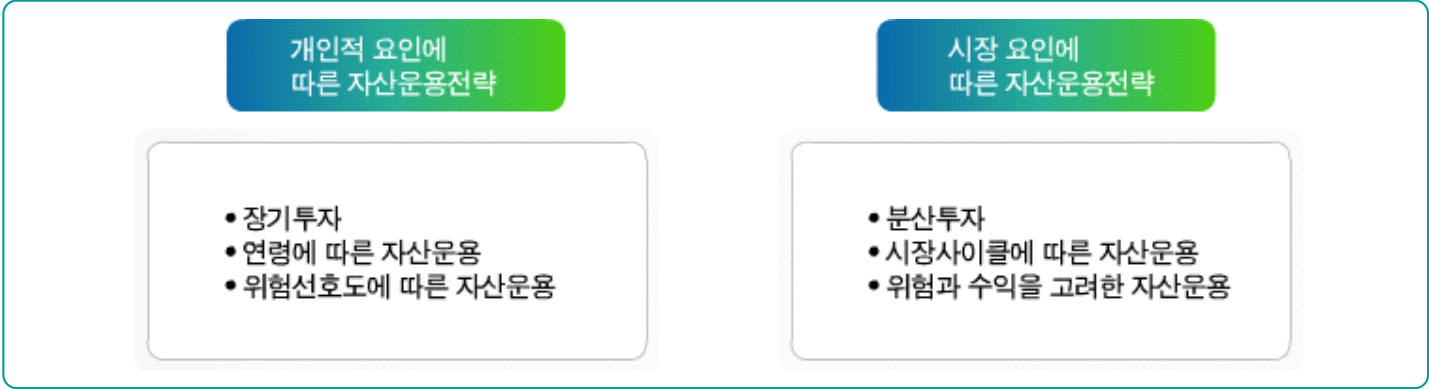 개인적 요인에
따른 자산운용전략
• 장기투자
• 연령에 따른 자산운용
• 위험선호도에 따른 자산운용
시장 요인에
따른 자산운용전략
• 분산투자
• 시장사이클에 따른 자산운용
• 위험과 수익을 고려한 자산운용